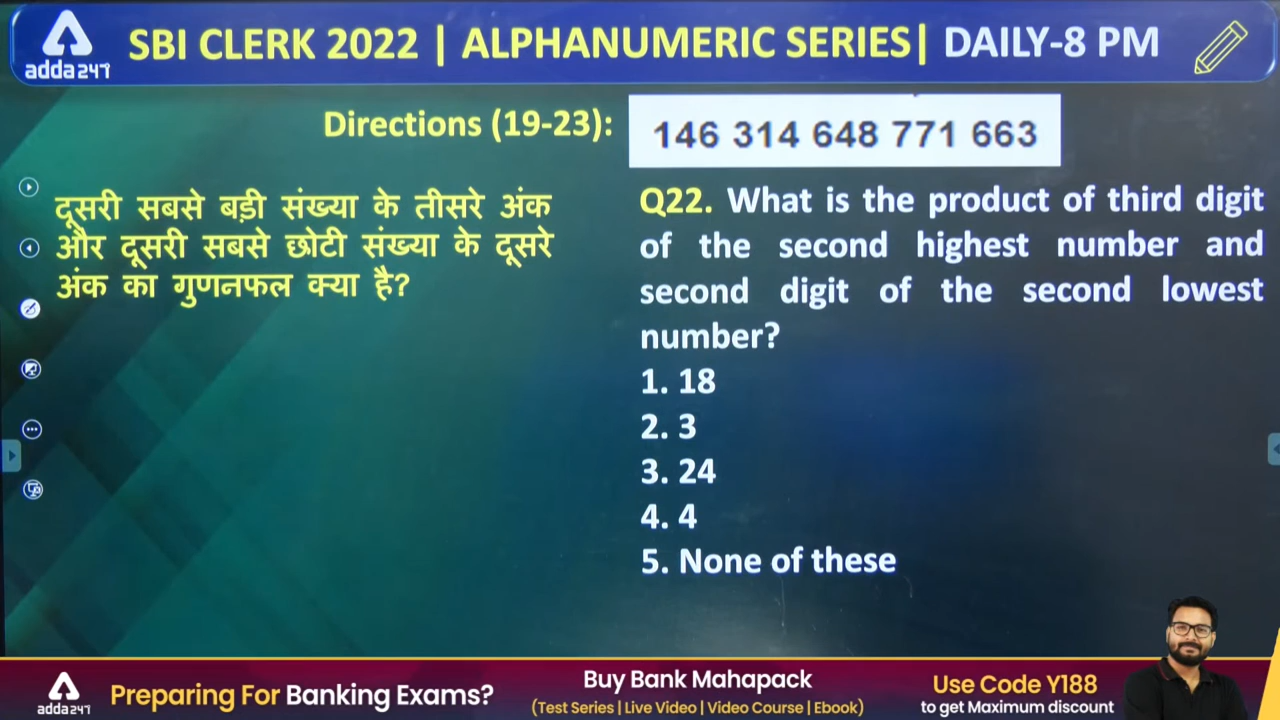 adda247
SBI CLERK 2022 | ALPHANUMERIC SERIES| DAILY-8 PM
Directions (19-23):
146 314 648 771 663
दूसरी सबसे बड़ी संख्या के तीसरे अंक
और दूसरी सबसे छोटी संख्या के दूसरे
अंक का गुणनफल क्या है?
Q22. What is the product of third digit
of the second highest number and
second digit of the second lowest
number?
1. 18
2. 3
3. 24
4. 4
5. None of these
adda247
Preparing For Banking Exams?
Buy Bank Mahapack
(Test Series | Live Video | Video Course | Ebook)
Use Code Y188
to get Maximum discount